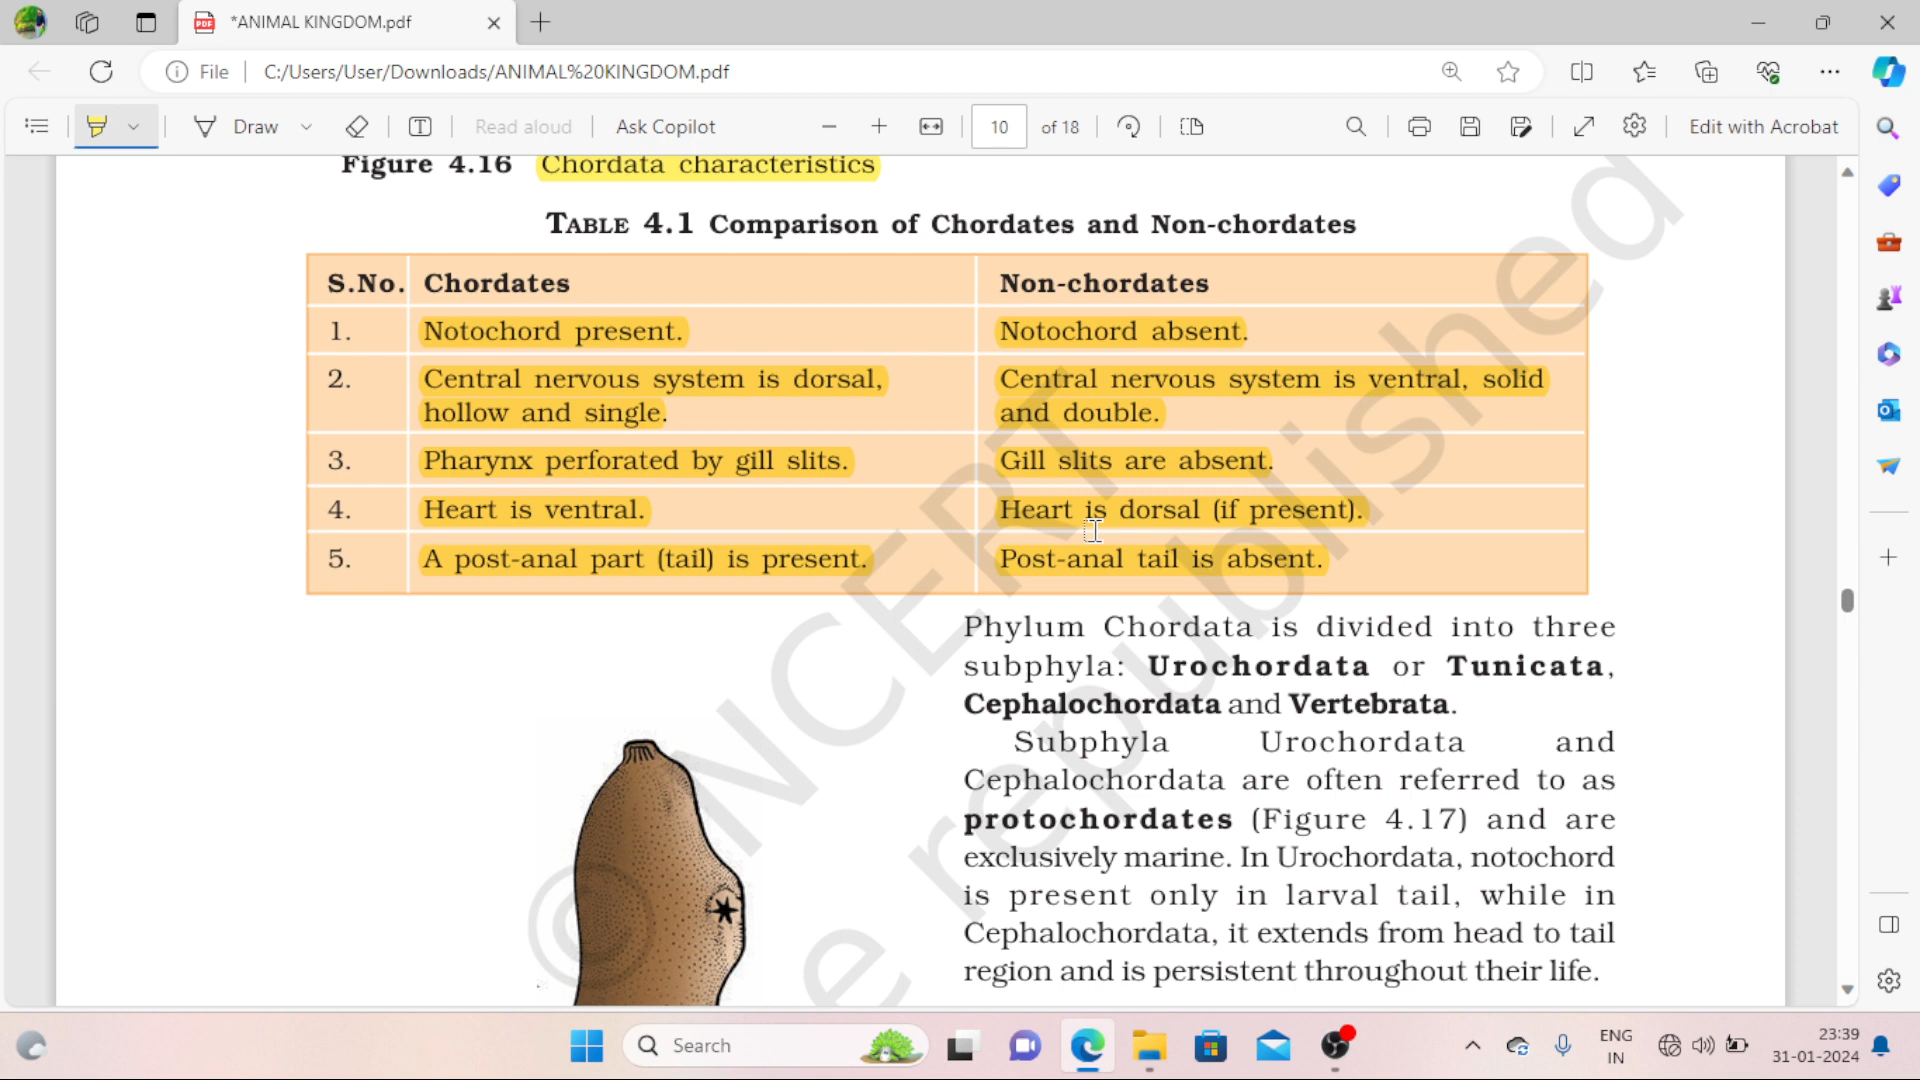 *ANIMAL KINGDOM.pdf
File
C:/Users/User/Downloads/ANIMAL%20KINGDOM.pdf
Draw
Read aloud
Ask Copilot
10 of 18
Edit with Acrobat
Figure 4.16 Chordata characteristics
TABLE 4.1 Comparison of Chordates and Non-chordates
S.No. Chordates Non-chordates
1. Notochord present. Notochord absent.
2. Central nervous system is dorsal, Central nervous system is ventral, solid
hollow and single. and double.
3. Pharynx perforated by gill slits. Gill slits are absent.
4. Heart is ventral. Heart is dorsal (if present).
5. A post-anal part (tail) is present. Post-anal tail is absent.
Phylum Chordata is divided into three
subphyla: Urochordata or Tunicata,
Cephalochordata and Vertebrata.
Subphyla Urochordata and
Cephalochordata are often referred to as
protochordates (Figure 4.17) and are
exclusively marine. In Urochordata, notochord
is present only in larval tail, while in
Cephalochordata, it extends from head to tail
region and is persistent throughout their life.
© NCERT
e republished
Search
ENG
IN
23:39
31-01-2024